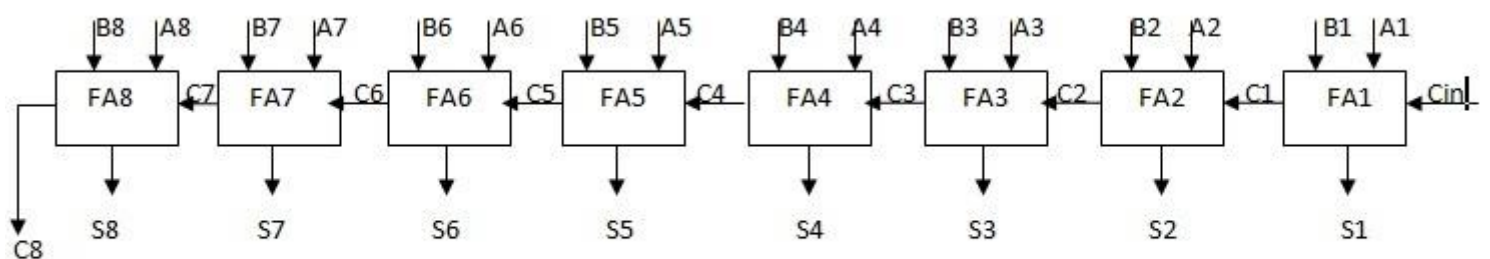 B8 A8 B7 A7 B6 A6 B5 A5 B4 A4 B3 A3 B2 A2 B1 A1
FA8 C7 FA7 C6 FA6 C5 FA5 C4 FA4 C3 FA3 C2 FA2 C1 FA1 Cin
C8 S8 S7 S6 S5 S4 S3 S2 S1